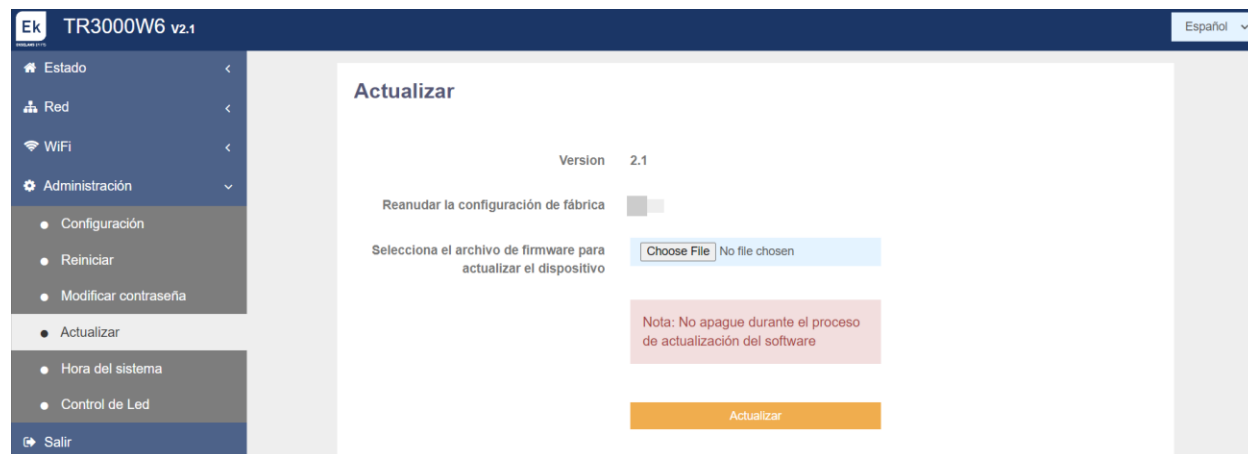 Ek
TR3000W6 V2.1
Español
Estado
Red
WiFi
Administración
Configuración
Reiniciar
Modificar contraseña
Actualizar
Hora del sistema
Control de Led
Salir
Actualizar
Version 2.1
Reanudar la configuración de fábrica
Selecciona el archivo de firmware para
actualizar el dispositivo
Choose File No file chosen
Nota: No apague durante el proceso
de actualización del software
Actualizar